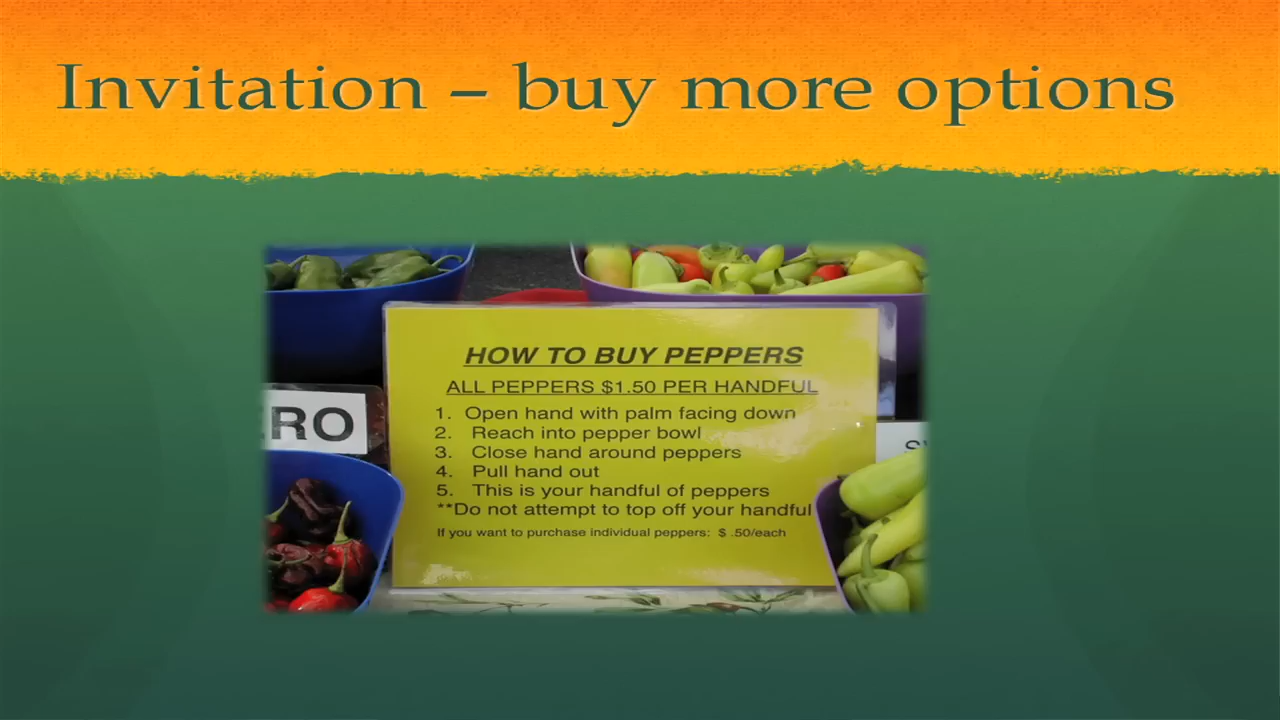 Invitation – buy more options
HOW TO BUY PEPPERS
ALL PEPPERS $1.50 PER HANDFUL
1. Open hand with palm facing down
2. Reach into pepper bowl
3. Close hand around peppers
4. Pull hand out
5. This is your handful of peppers
**Do not attempt to top off your handful
If you want to purchase individual peppers: $ .50/each
RO